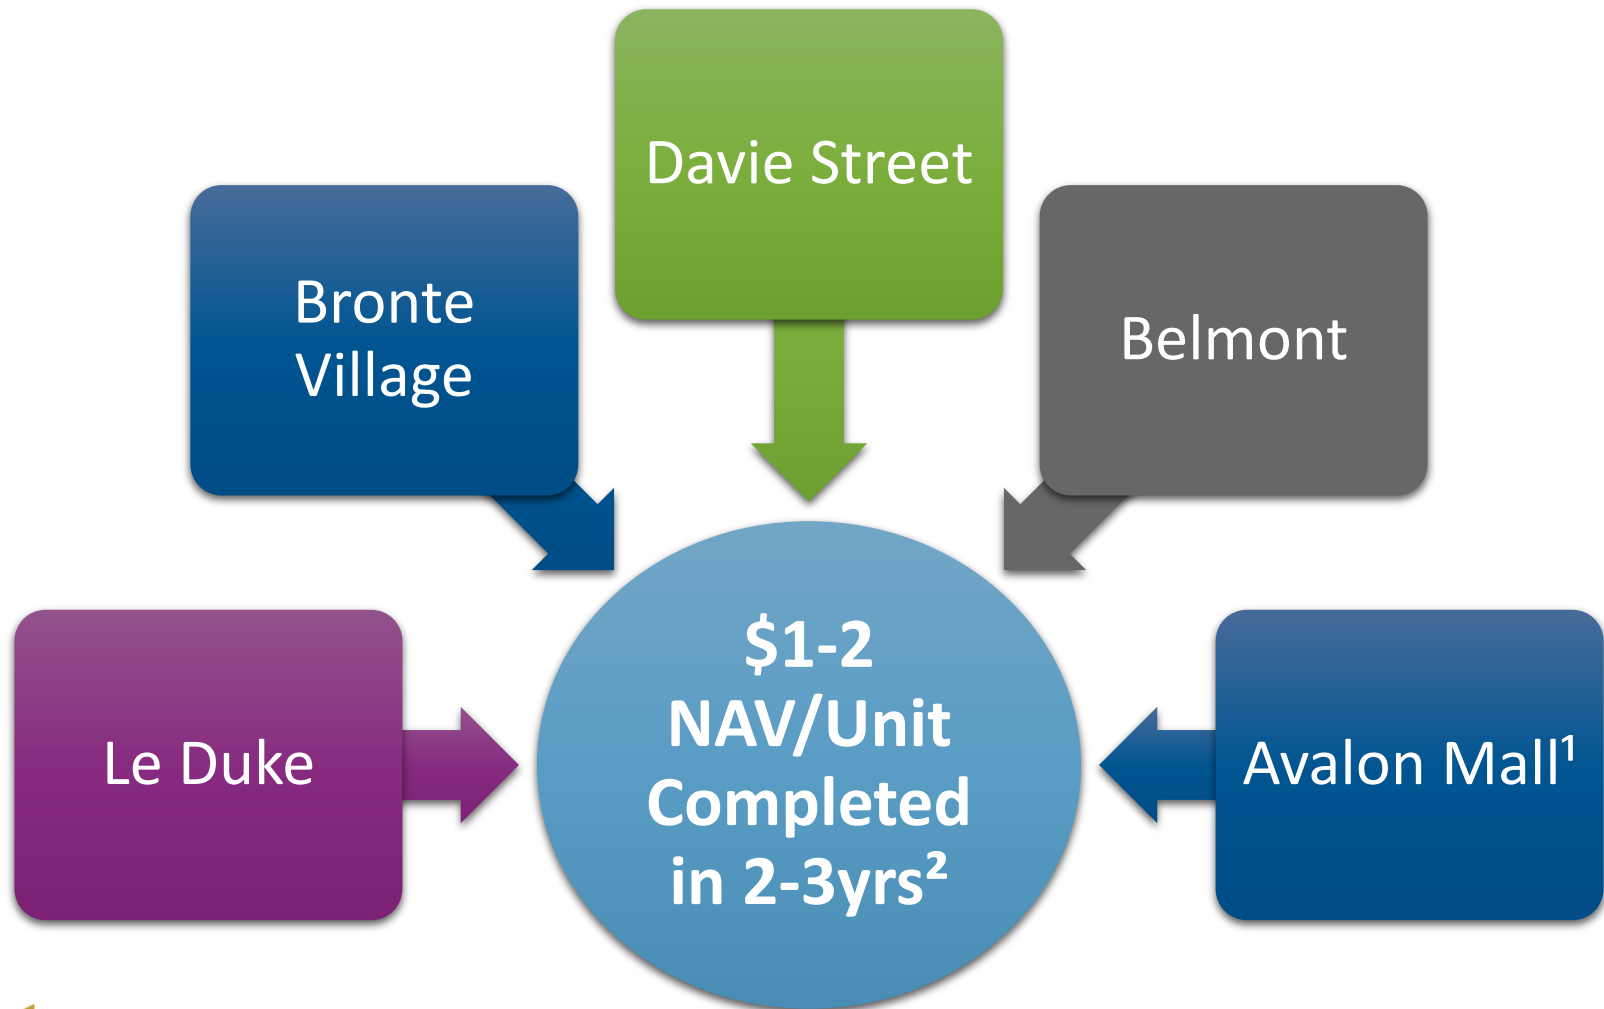 Davie Street
Bronte
Village
Belmont
Le Duke
$1-2
NAV/Unit
Completed
in 2-3yrs²
Avalon Mall¹